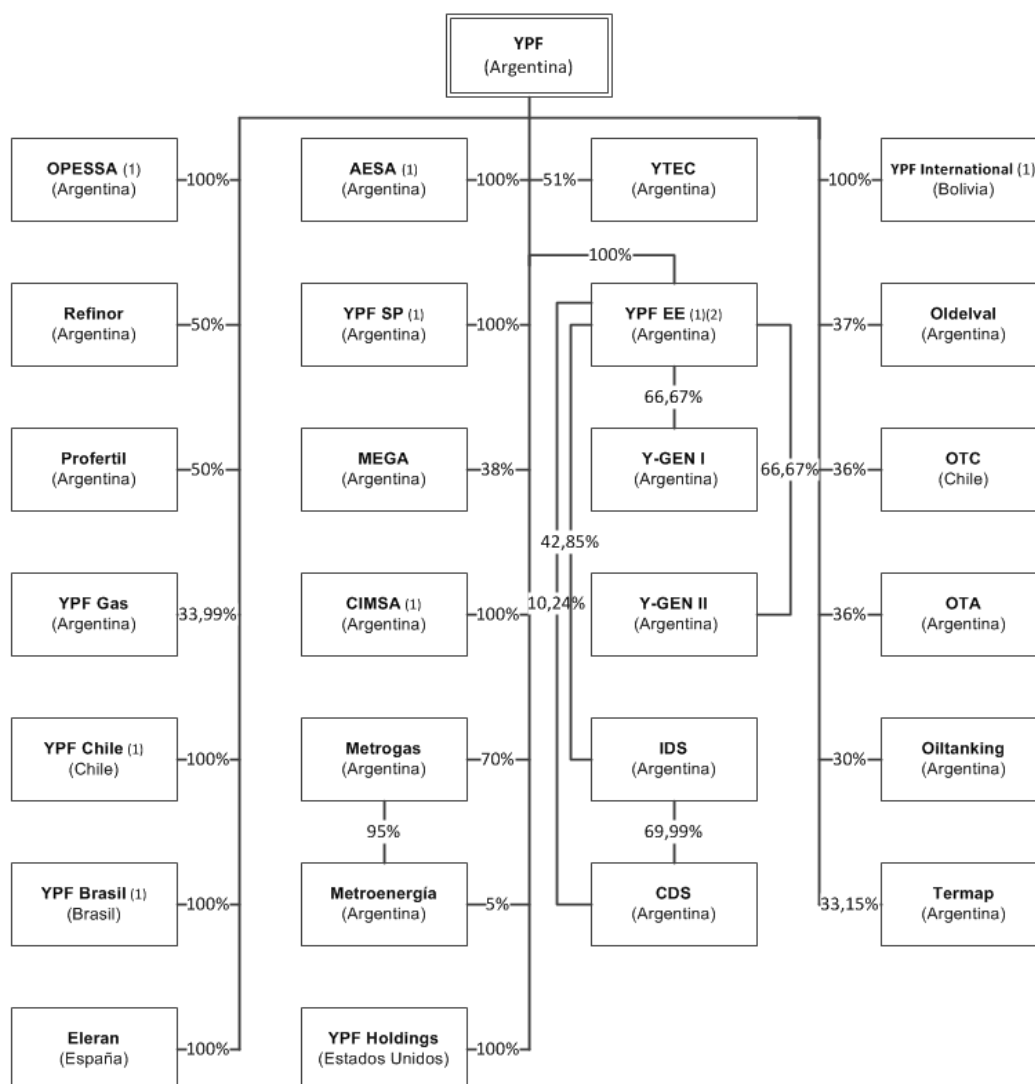 YPF
(Argentina)
OPESSA (1)
(Argentina)
100%
AESA (1)
(Argentina)
100%
51%
YTEC
(Argentina)
100%
YPF International (1)
(Bolivia)
100%
Refinor
(Argentina)
50%
YPF SP (1)
(Argentina)
100%
YPF EE (1)(2)
(Argentina)
37%
Oldelval
(Argentina)
66,67%
Profertil
(Argentina)
50%
MEGA
(Argentina)
38%
Y-GEN I
(Argentina)
66,67%
36%
OTC
(Chile)
42,85%
YPF Gas
(Argentina)
33,99%
CIMSA (1)
(Argentina)
100%
10,24%
Y-GEN II
(Argentina)
36%
OTA
(Argentina)
YPF Chile (1)
(Chile)
100%
Metrogas
(Argentina)
70%
IDS
(Argentina)
30%
Oiltanking
(Argentina)
95%
69,99%
YPF Brasil (1)
(Brasil)
100%
Metroenergía
(Argentina)
5%
CDS
(Argentina)
33,15%
Termap
(Argentina)
Eleran
(España)
100%
YPF Holdings
(Estados Unidos)
100%